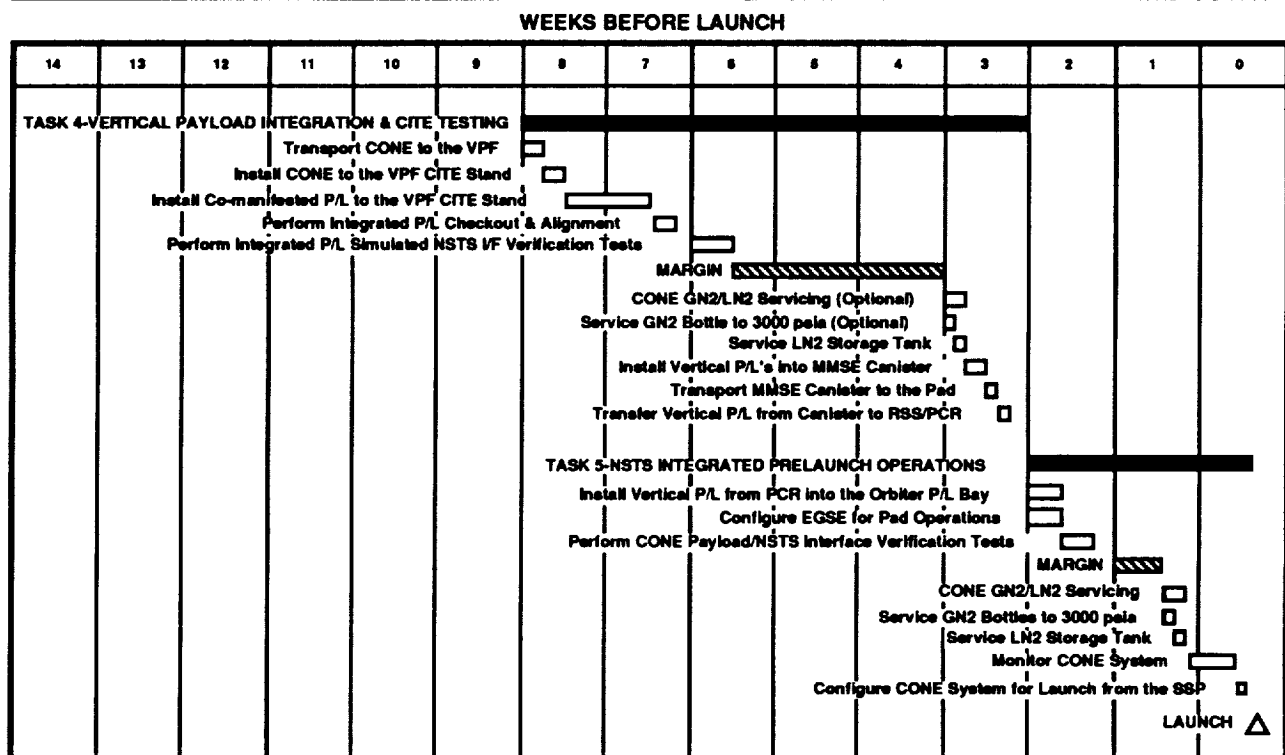 WEEKS BEFORE LAUNCH
14 13 12 11 10 9 8 7 6 5 4 3 2 1 0
TASK 4-VERTICAL PAYLOAD INTEGRATION & CITE TESTING
Transport CONE to the VPF
Install CONE to the VPF CITE Stand
Install Co-manifested P/L to the VPF CITE Stand
Perform Integrated P/L Checkout & Alignment
Perform Integrated P/L Simulated NSTS I/F Verification Tests
MARGIN
CONE GN2/LN2 Servicing (Optional)
Service GN2 Bottle to 3000 psia (Optional)
Service LN2 Storage Tank
Install Vertical P/L's into MMSE Canister
Transport MMSE Canister to the Pad
Transfer Vertical P/L from Canister to RSS/PCR
TASK 5-NSTS INTEGRATED PRELAUNCH OPERATIONS
Install Vertical P/L from PCR into the Orbiter P/L Bay
Configure EGSE for Pad Operations
Perform CONE Payload/NSTS Interface Verification Tests
MARGIN
CONE GN2/LN2 Servicing
Service GN2 Bottles to 3000 psia
Service LN2 Storage Tank
Monitor CONE System
Configure CONE System for Launch from the SSP
LAUNCH